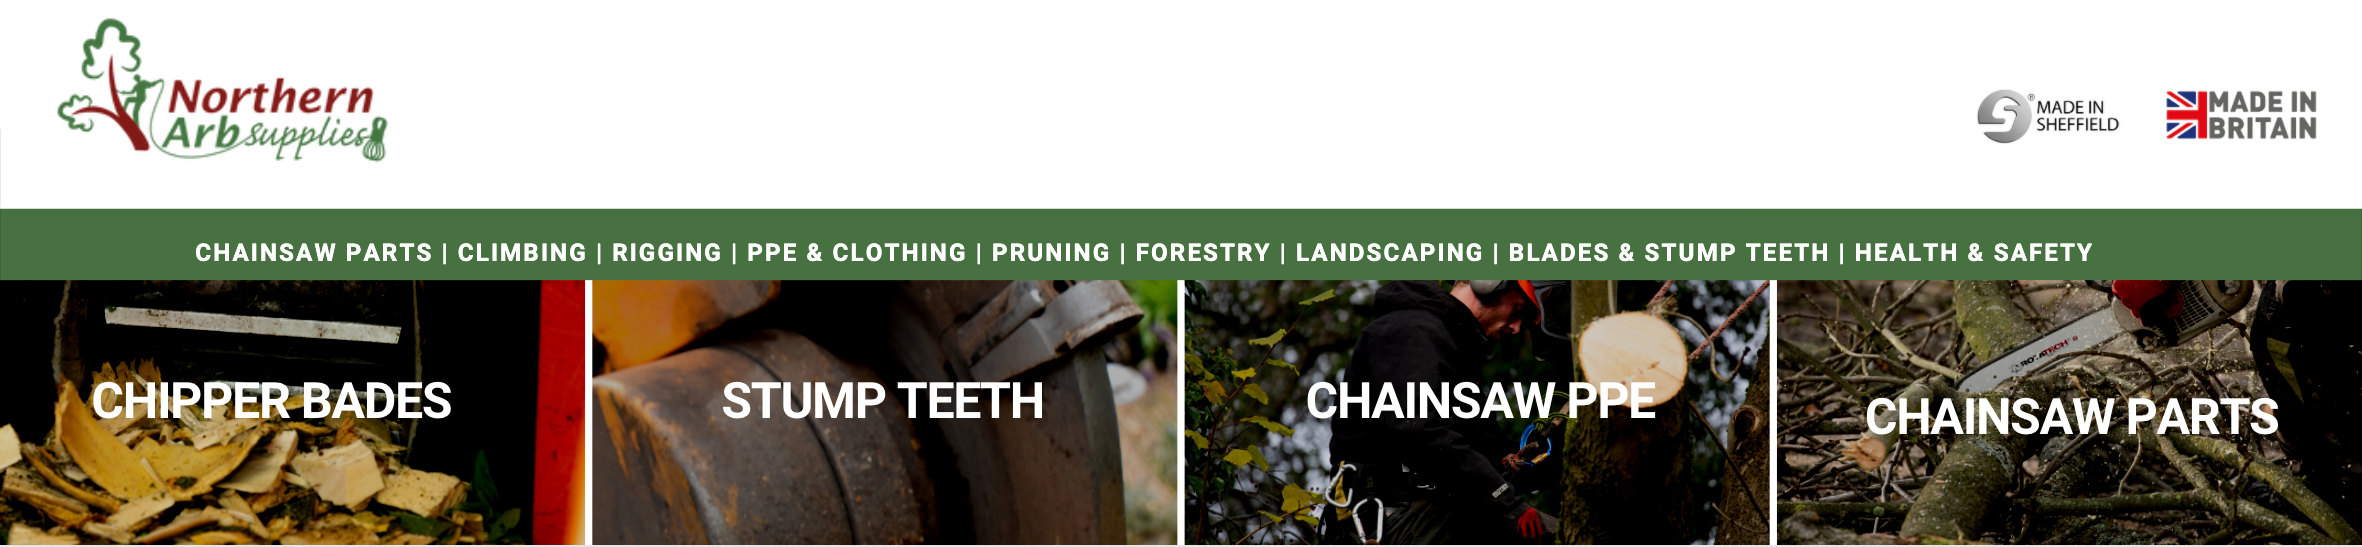 Northern
Arb supplies
MADE IN
SHEFFIELD
®
MADE IN
BRITAIN
CHAINSAW PARTS | CLIMBING | RIGGING | PPE & CLOTHING | PRUNING | FORESTRY | LANDSCAPING | BLADES & STUMP TEETH | HEALTH & SAFETY
CHIPPER BADES
STUMP TEETH
CHAINSAW PPE
CHAINSAW PARTS
ROTATECH®